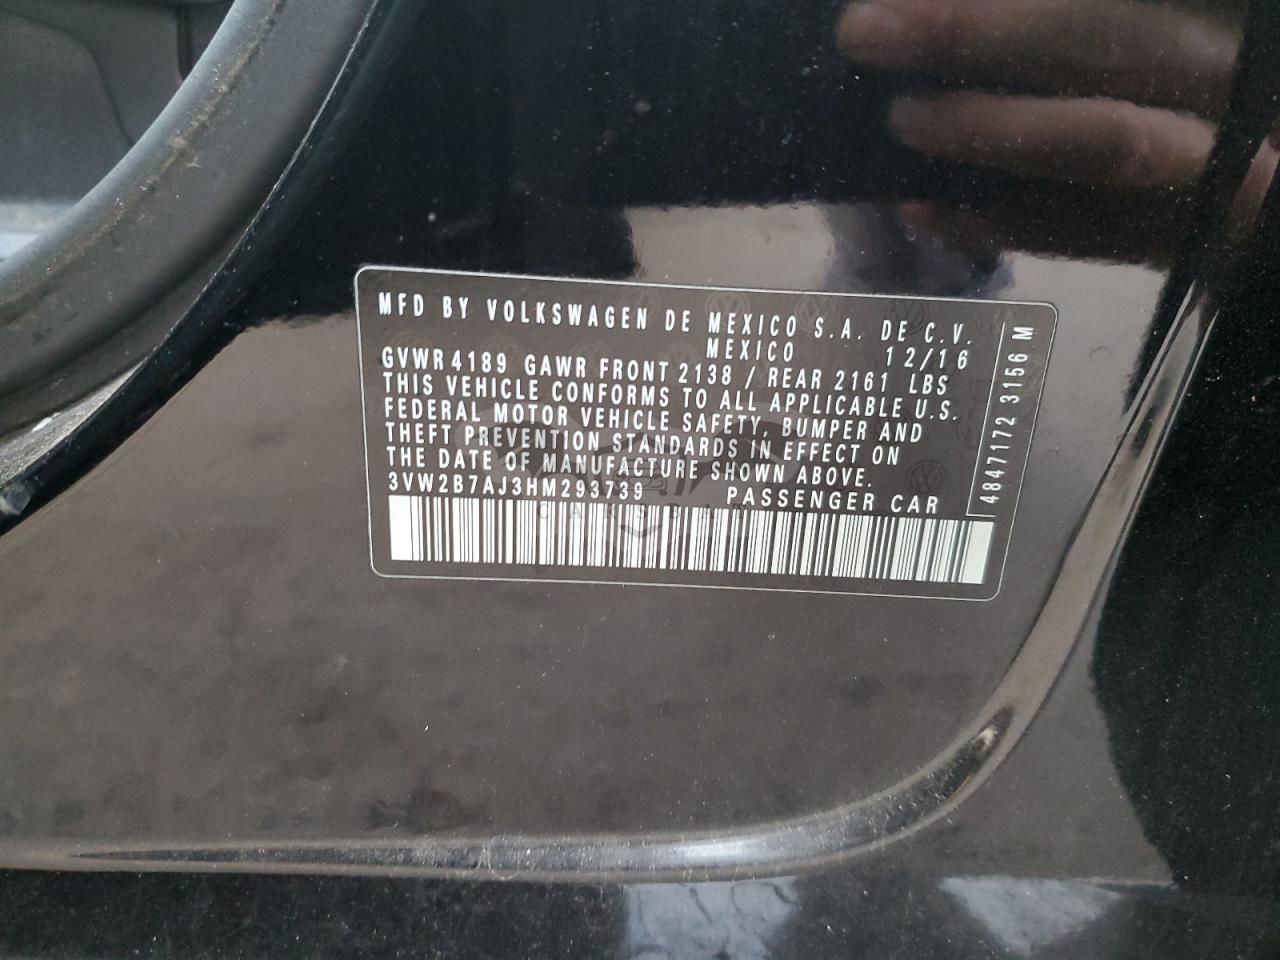 MFD BY VOLKSWAGEN DE MEXICO S.A. DE C.V.
MEXICO 12/16
GVWR 4189 GAWR FRONT 2138 / REAR 2161 LBS
THIS VEHICLE CONFORMS TO ALL APPLICABLE U.S.
FEDERAL MOTOR VEHICLE SAFETY, BUMPER AND
THEFT PREVENTION STANDARDS IN EFFECT ON
THE DATE OF MANUFACTURE SHOWN ABOVE.
3VW2B7AJ3HM293739 PASSENGER CAR
4847172 3156 M